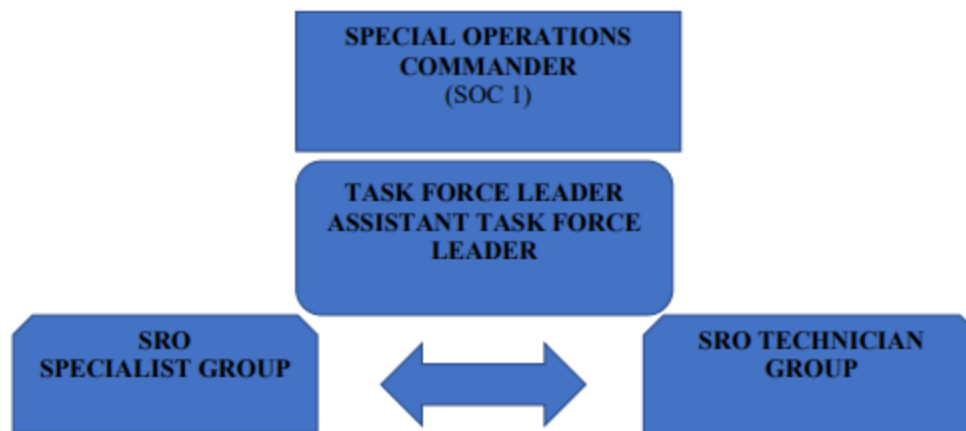 SPECIAL OPERATIONS
COMMANDER
(SOC 1)
TASK FORCE LEADER
ASSISTANT TASK FORCE
LEADER
SRO
SPECIALIST GROUP
SRO TECHNICIAN
GROUP